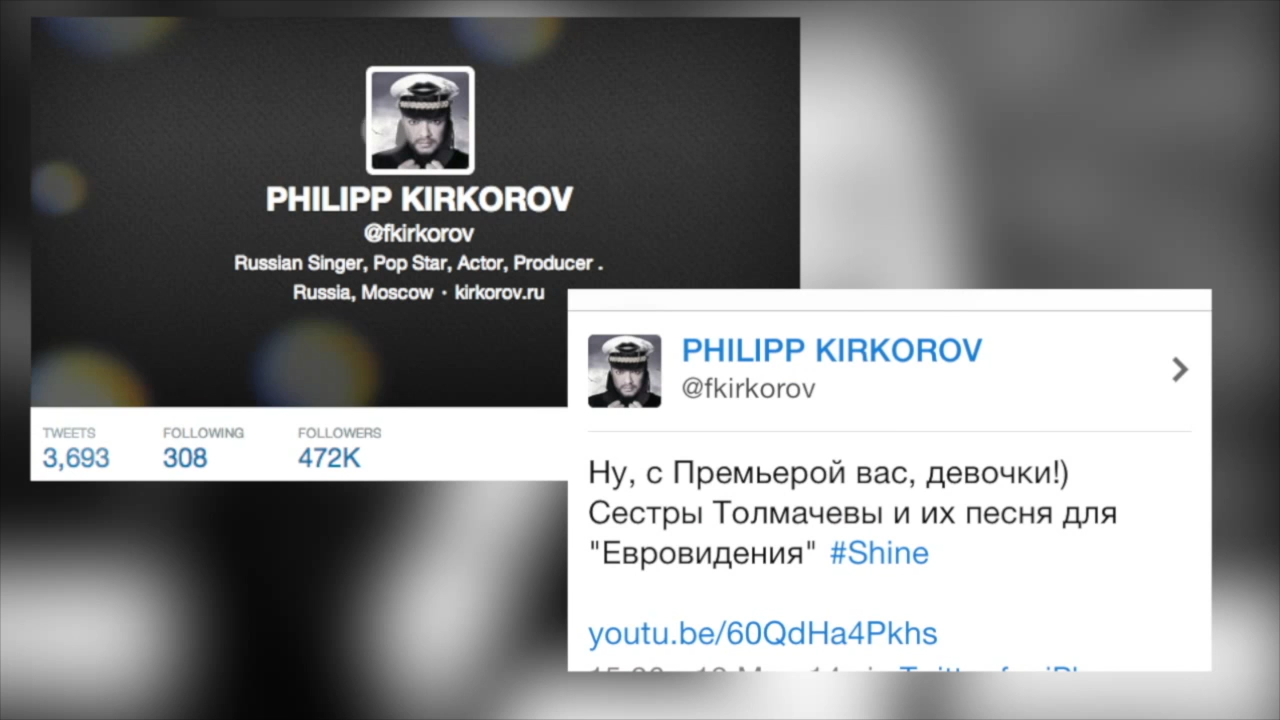 PHILIPP KIRKOROV
@fkirkorov
Russian Singer, Pop Star, Actor, Producer .
Russia, Moscow · kirkorov.ru
TWEETS FOLLOWING FOLLOWERS
3,693 308 472K
PHILIPP KIRKOROV
@fkirkorov
Ну, с Премьерой вас, девочки!)
Сестры Толмачевы и их песня для
"Евровидения" #Shine
youtu.be/60QdHa4Pkhs